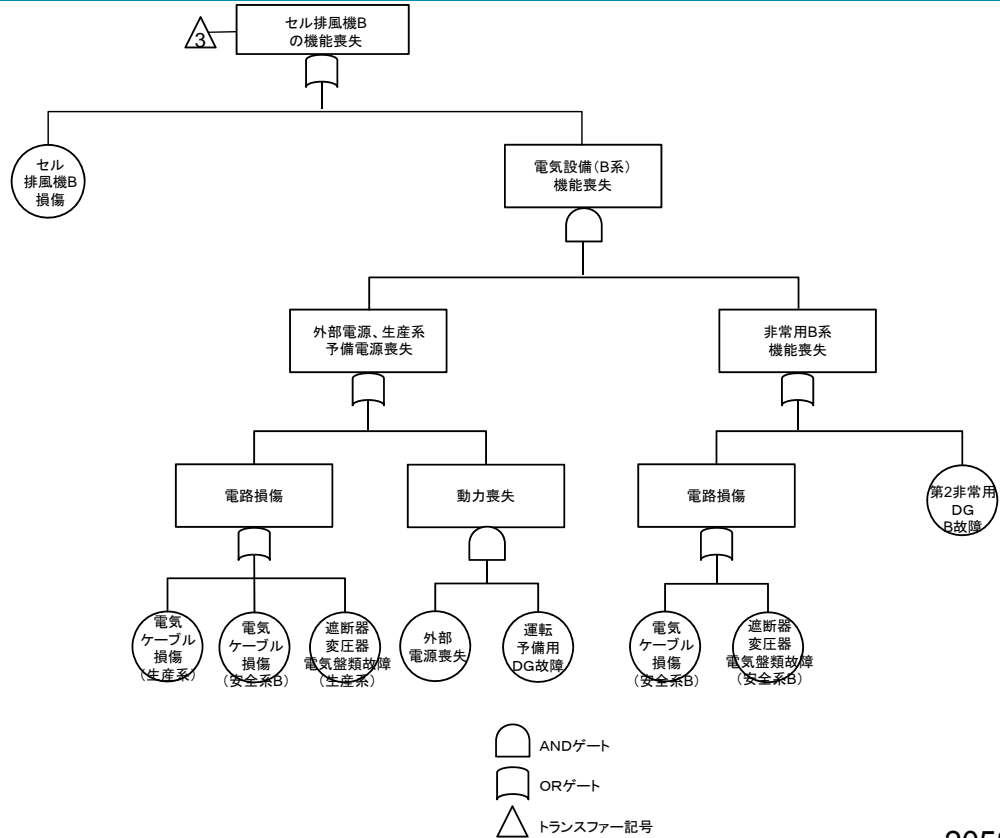 セル排風機B
の機能喪失
3
セル
排風機B
損傷
電気設備(B系)
機能喪失
外部電源、生産系
予備電源喪失
非常用B系
機能喪失
電路損傷
動力喪失
電路損傷
第2非常用
DG
B故障
電気
ケーブル
損傷
(生産系)
電気
ケーブル
損傷
(安全系B)
遮断器
変圧器
電気盤類故障
(生産系)
外部
電源喪失
運転
予備用
DG故障
電気
ケーブル
損傷
(安全系B)
遮断器
変圧器
電気盤類故障
(安全系B)
ANDゲート
ORゲート
トランスファー記号